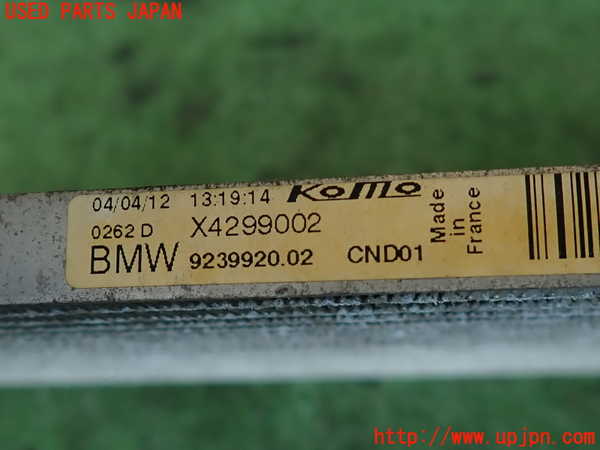 USED PARTS JAPAN
04/04/12 13:19:14 KOMO
0262 D X4299002
BMW 9239920.02 CND01
Made
in
France
http://www.upjpn.com/